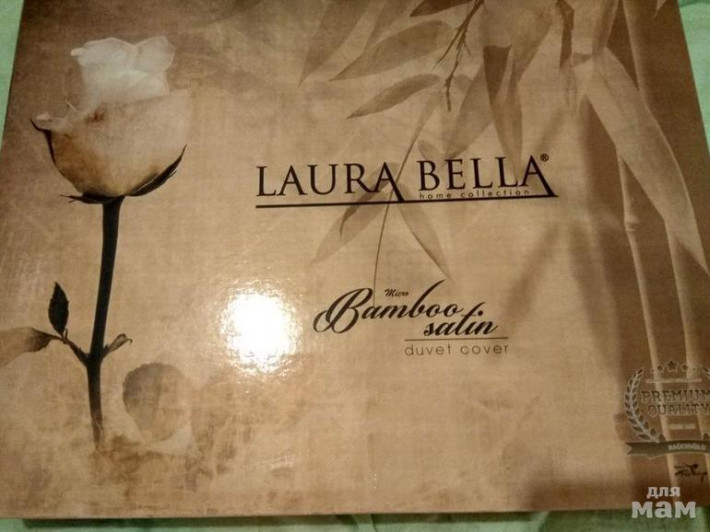 LAURA BELLA®
home collection
Micro
Bamboo
satin
duvet cover
PREMIUM
QUALITY
для
мам